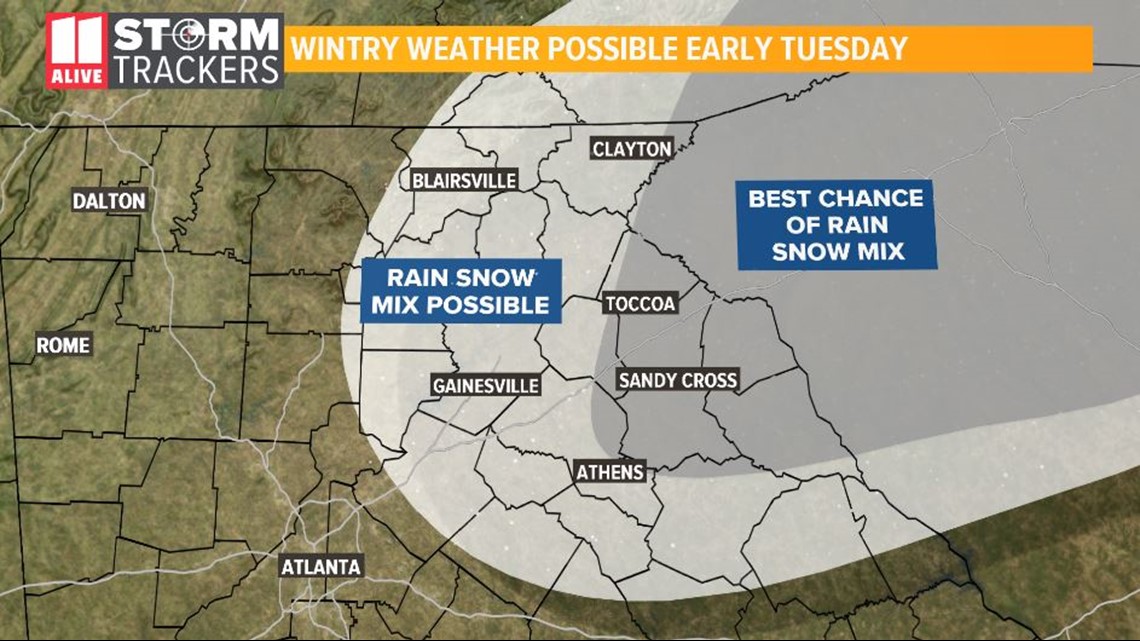 11
ALIVE
STORM
TRACKERS
WINTRY WEATHER POSSIBLE EARLY TUESDAY
CLAYTON
BLAIRSVILLE
DALTON
BEST CHANCE
OF RAIN
SNOW MIX
RAIN SNOW
MIX POSSIBLE
TOCCOA
ROME
GAINESVILLE
SANDY CROSS
ATHENS
ATLANTA